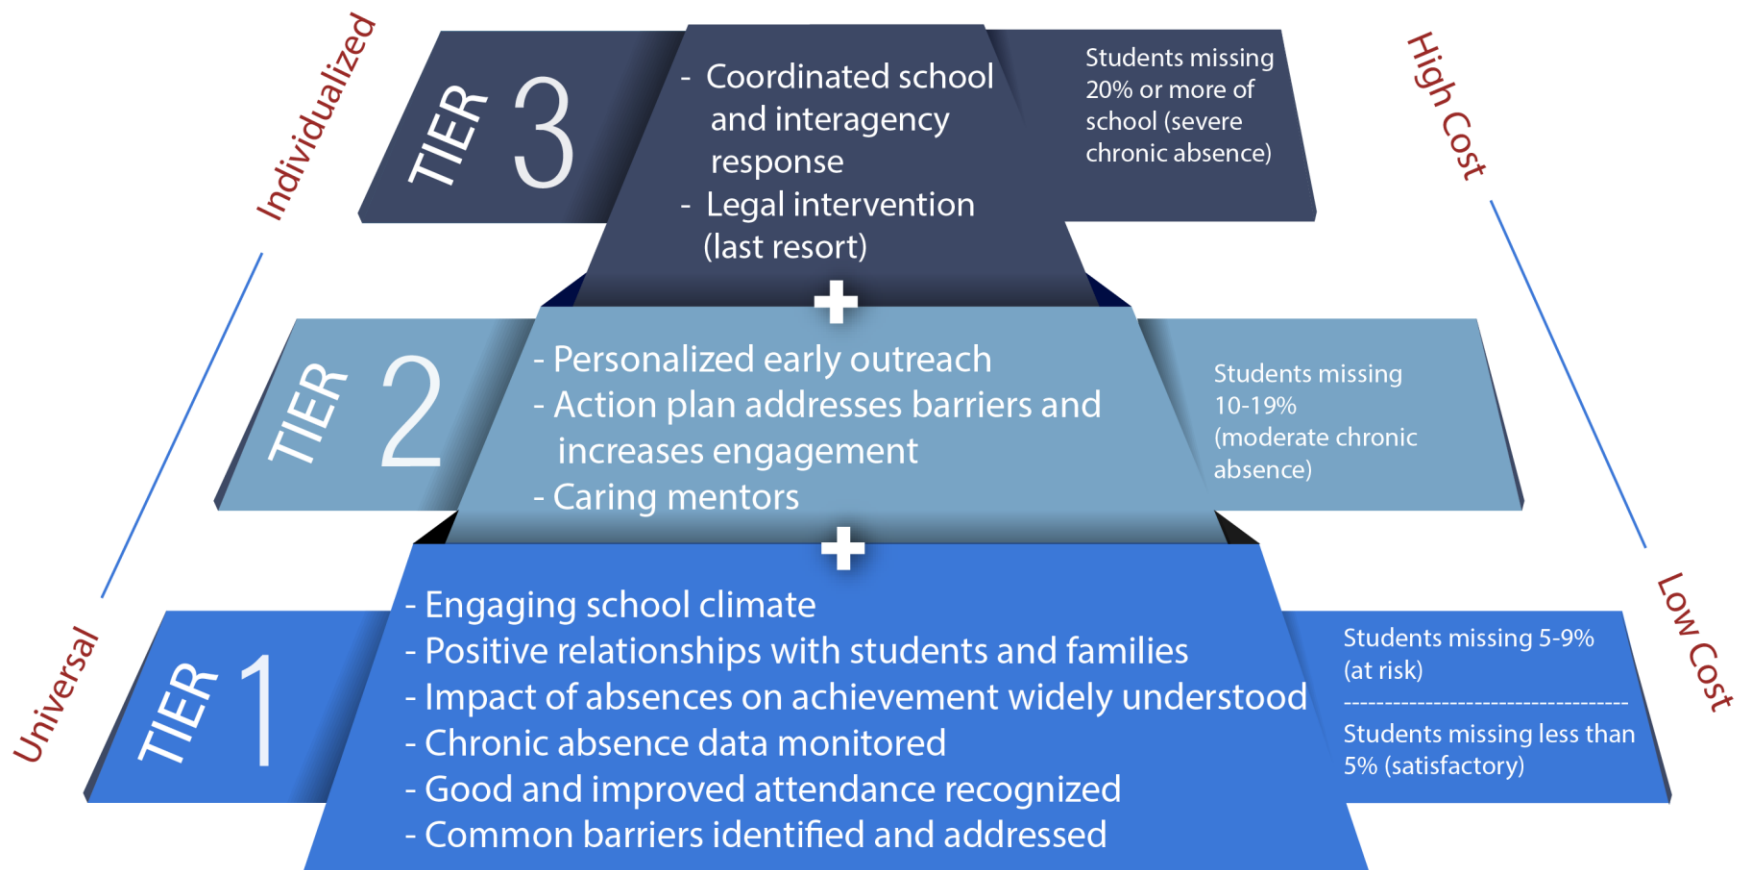 Individualized
Universal
TIER 3
- Coordinated school
and interagency
response
- Legal intervention
(last resort)
Students missing
20% or more of
school (severe
chronic absence)
High Cost
Low Cost
TIER 2
- Personalized early outreach
- Action plan addresses barriers and
increases engagement
- Caring mentors
Students missing
10-19%
(moderate chronic
absence)
TIER 1
- Engaging school climate
- Positive relationships with students and families
- Impact of absences on achievement widely understood
- Chronic absence data monitored
- Good and improved attendance recognized
- Common barriers identified and addressed
Students missing 5-9%
(at risk)
-----------------------------------
Students missing less than
5% (satisfactory)